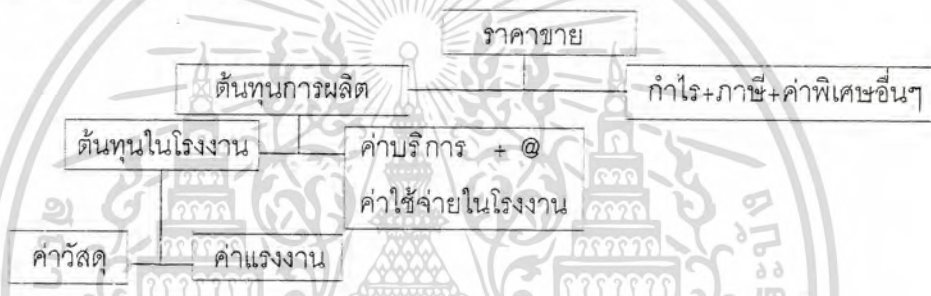 ราคาขาย
ต้นทุนการผลิต
กำไร+ภาษี+ค่าพิเศษอื่นๆ
ต้นทุนในโรงงาน
ค่าบริการ + @
ค่าใช้จ่ายในโรงงาน
ค่าวัสดุ
ค่าแรงงาน